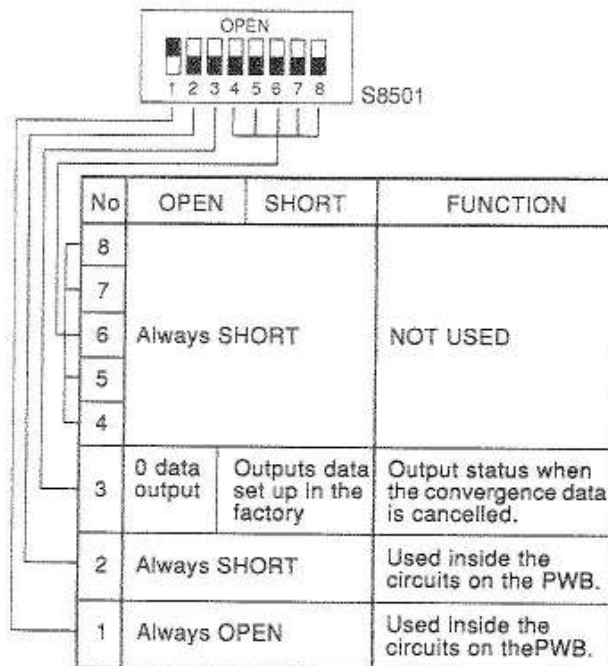 OPEN
1 2 3 4 5 6 7 8
S8501
No OPEN SHORT FUNCTION
8
7
6 Always SHORT NOT USED
5
4
3
0 data output
Outputs data set up in the factory
Output status when the convergence data is cancelled.
2 Always SHORT
Used inside the circuits on the PWB.
1 Always OPEN
Used inside the circuits on thePWB.